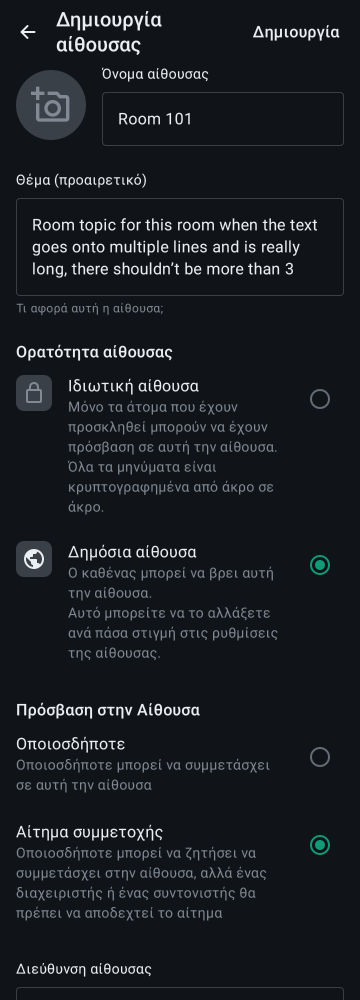 Δημιουργία
αίθουσας
Δημιουργία
Όνομα αίθουσας
Room 101
Θέμα (προαιρετικό)
Room topic for this room when the text
goes onto multiple lines and is really
long, there shouldn’t be more than 3
Τι αφορά αυτή η αίθουσα;
Ορατότητα αίθουσας
Ιδιωτική αίθουσα
Μόνο τα άτομα που έχουν
προσκληθεί μπορούν να έχουν
πρόσβαση σε αυτή την αίθουσα.
Όλα τα μηνύματα είναι
κρυπτογραφημένα από άκρο σε
άκρο.
Δημόσια αίθουσα
Ο καθένας μπορεί να βρει αυτή
την αίθουσα.
Αυτό μπορείτε να το αλλάξετε
ανά πάσα στιγμή στις ρυθμίσεις
της αίθουσας.
Πρόσβαση στην Αίθουσα
Οποιοσδήποτε
Οποιοσδήποτε μπορεί να συμμετάσχει
σε αυτή την αίθουσα
Αίτημα συμμετοχής
Οποιοσδήποτε μπορεί να ζητήσει να
συμμετάσχει στην αίθουσα, αλλά ένας
διαχειριστής ή ένας συντονιστής θα
πρέπει να αποδεχτεί το αίτημα
Διεύθυνση αίθουσας